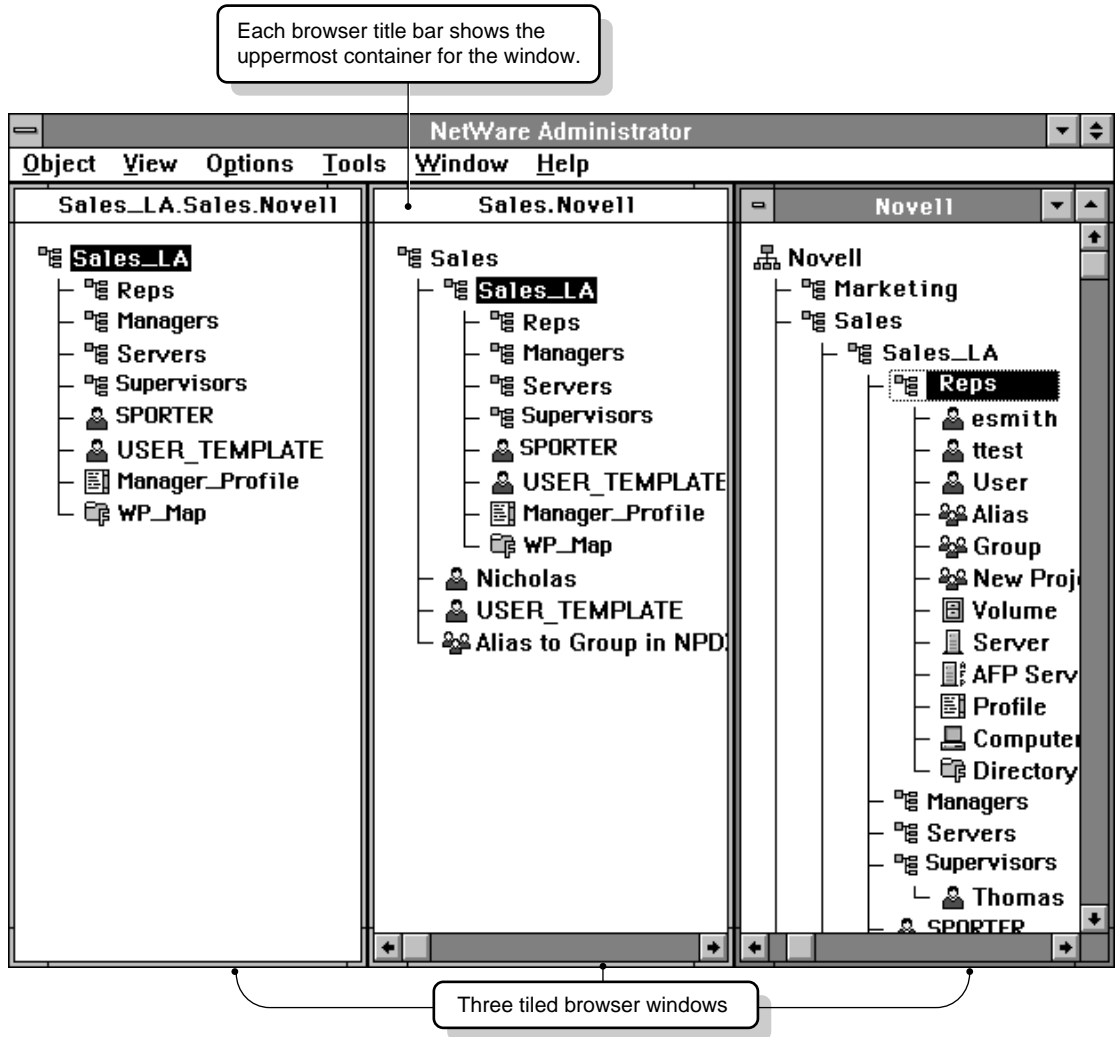 Each browser title bar shows the
uppermost container for the window.
NetWare Administrator
Object View Options Tools Window Help
Sales_LA.Sales.Novell
Sales_LA
Reps
Managers
Servers
Supervisors
SPORTER
USER_TEMPLATE
Manager_Profile
WP_Map
Sales.Novell
Sales
Sales_LA
Reps
Managers
Servers
Supervisors
SPORTER
USER_TEMPLATE
Manager_Profile
WP_Map
Nicholas
USER_TEMPLATE
Alias to Group in NPD
Novell
Novell
Marketing
Sales
Sales_LA
Reps
esmith
ttest
User
Alias
Group
New Proj
Volume
Server
AFP Serv
Profile
Computer
Directory
Managers
Servers
Supervisors
Thomas
SPORTER
Three tiled browser windows